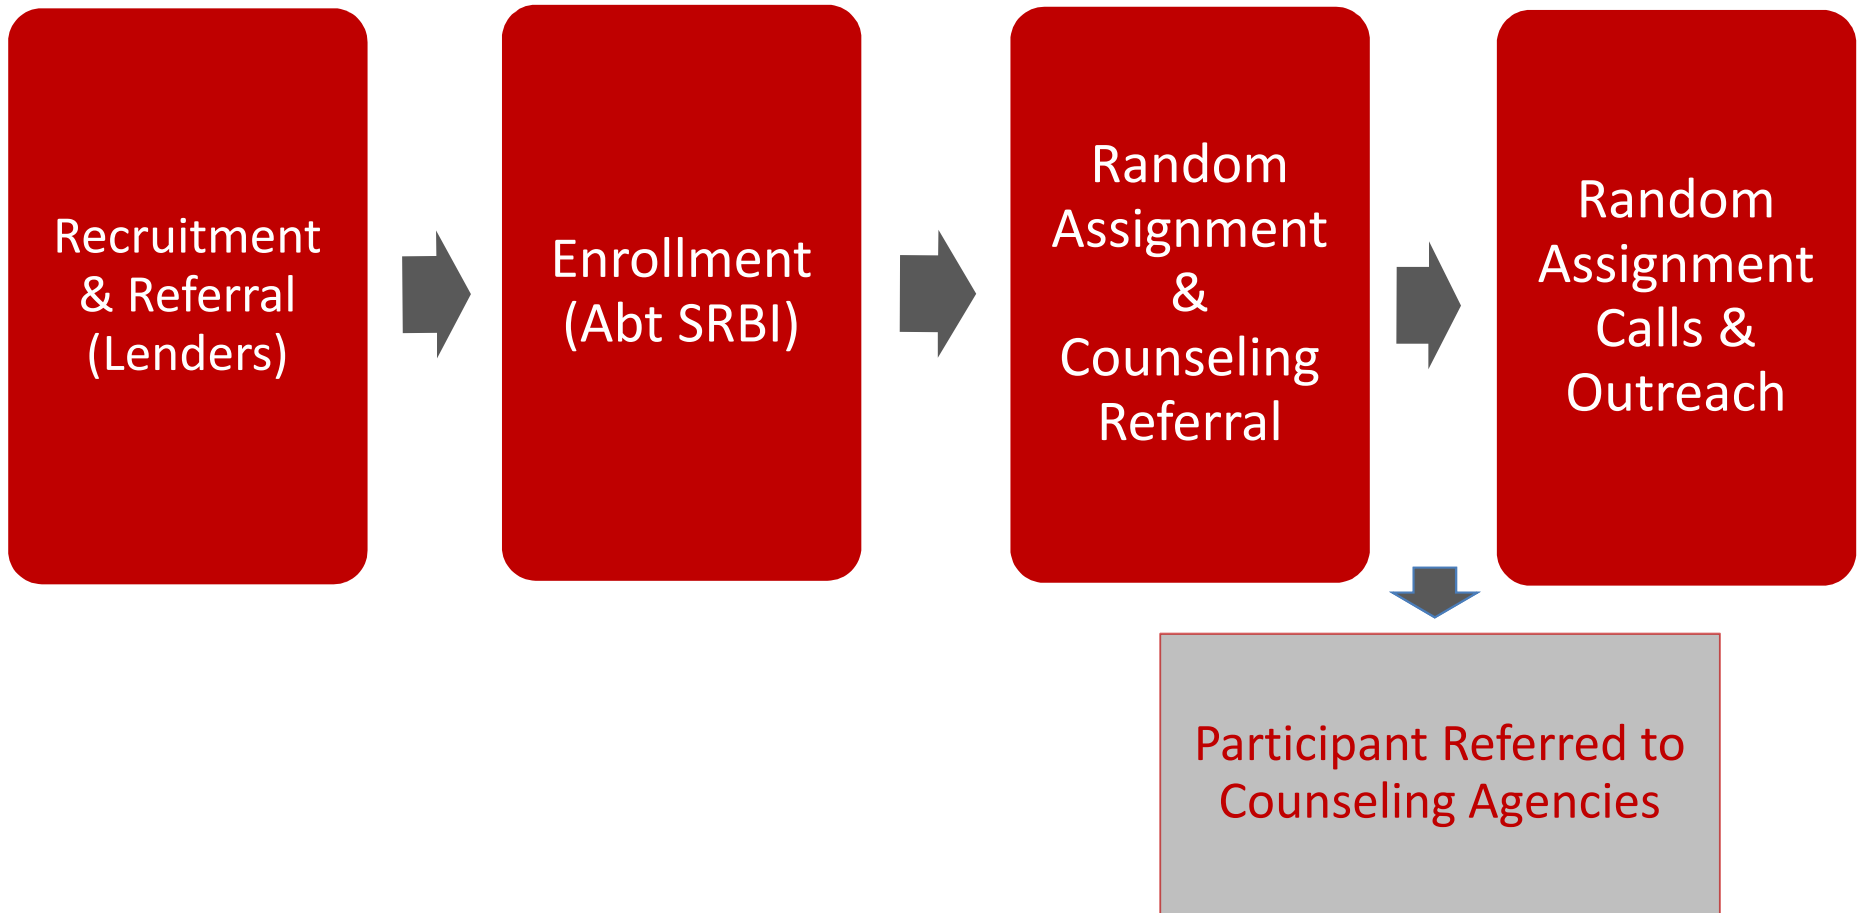 Recruitment
& Referral
(Lenders)
Enrollment
(Abt SRBI)
Random
Assignment
&
Counseling
Referral
Random
Assignment
Calls &
Outreach
Participant Referred to
Counseling Agencies